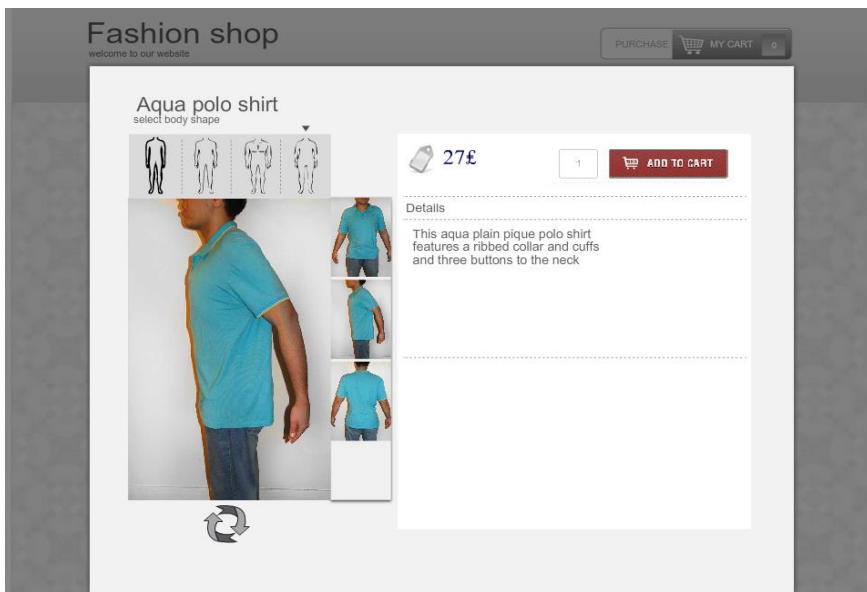 Fashion shop
welcome to our website
PURCHASE MY CART 0
Aqua polo shirt
select body shape
27£
1
ADD TO CART
Details
This aqua plain pique polo shirt
features a ribbed collar and cuffs
and three buttons to the neck